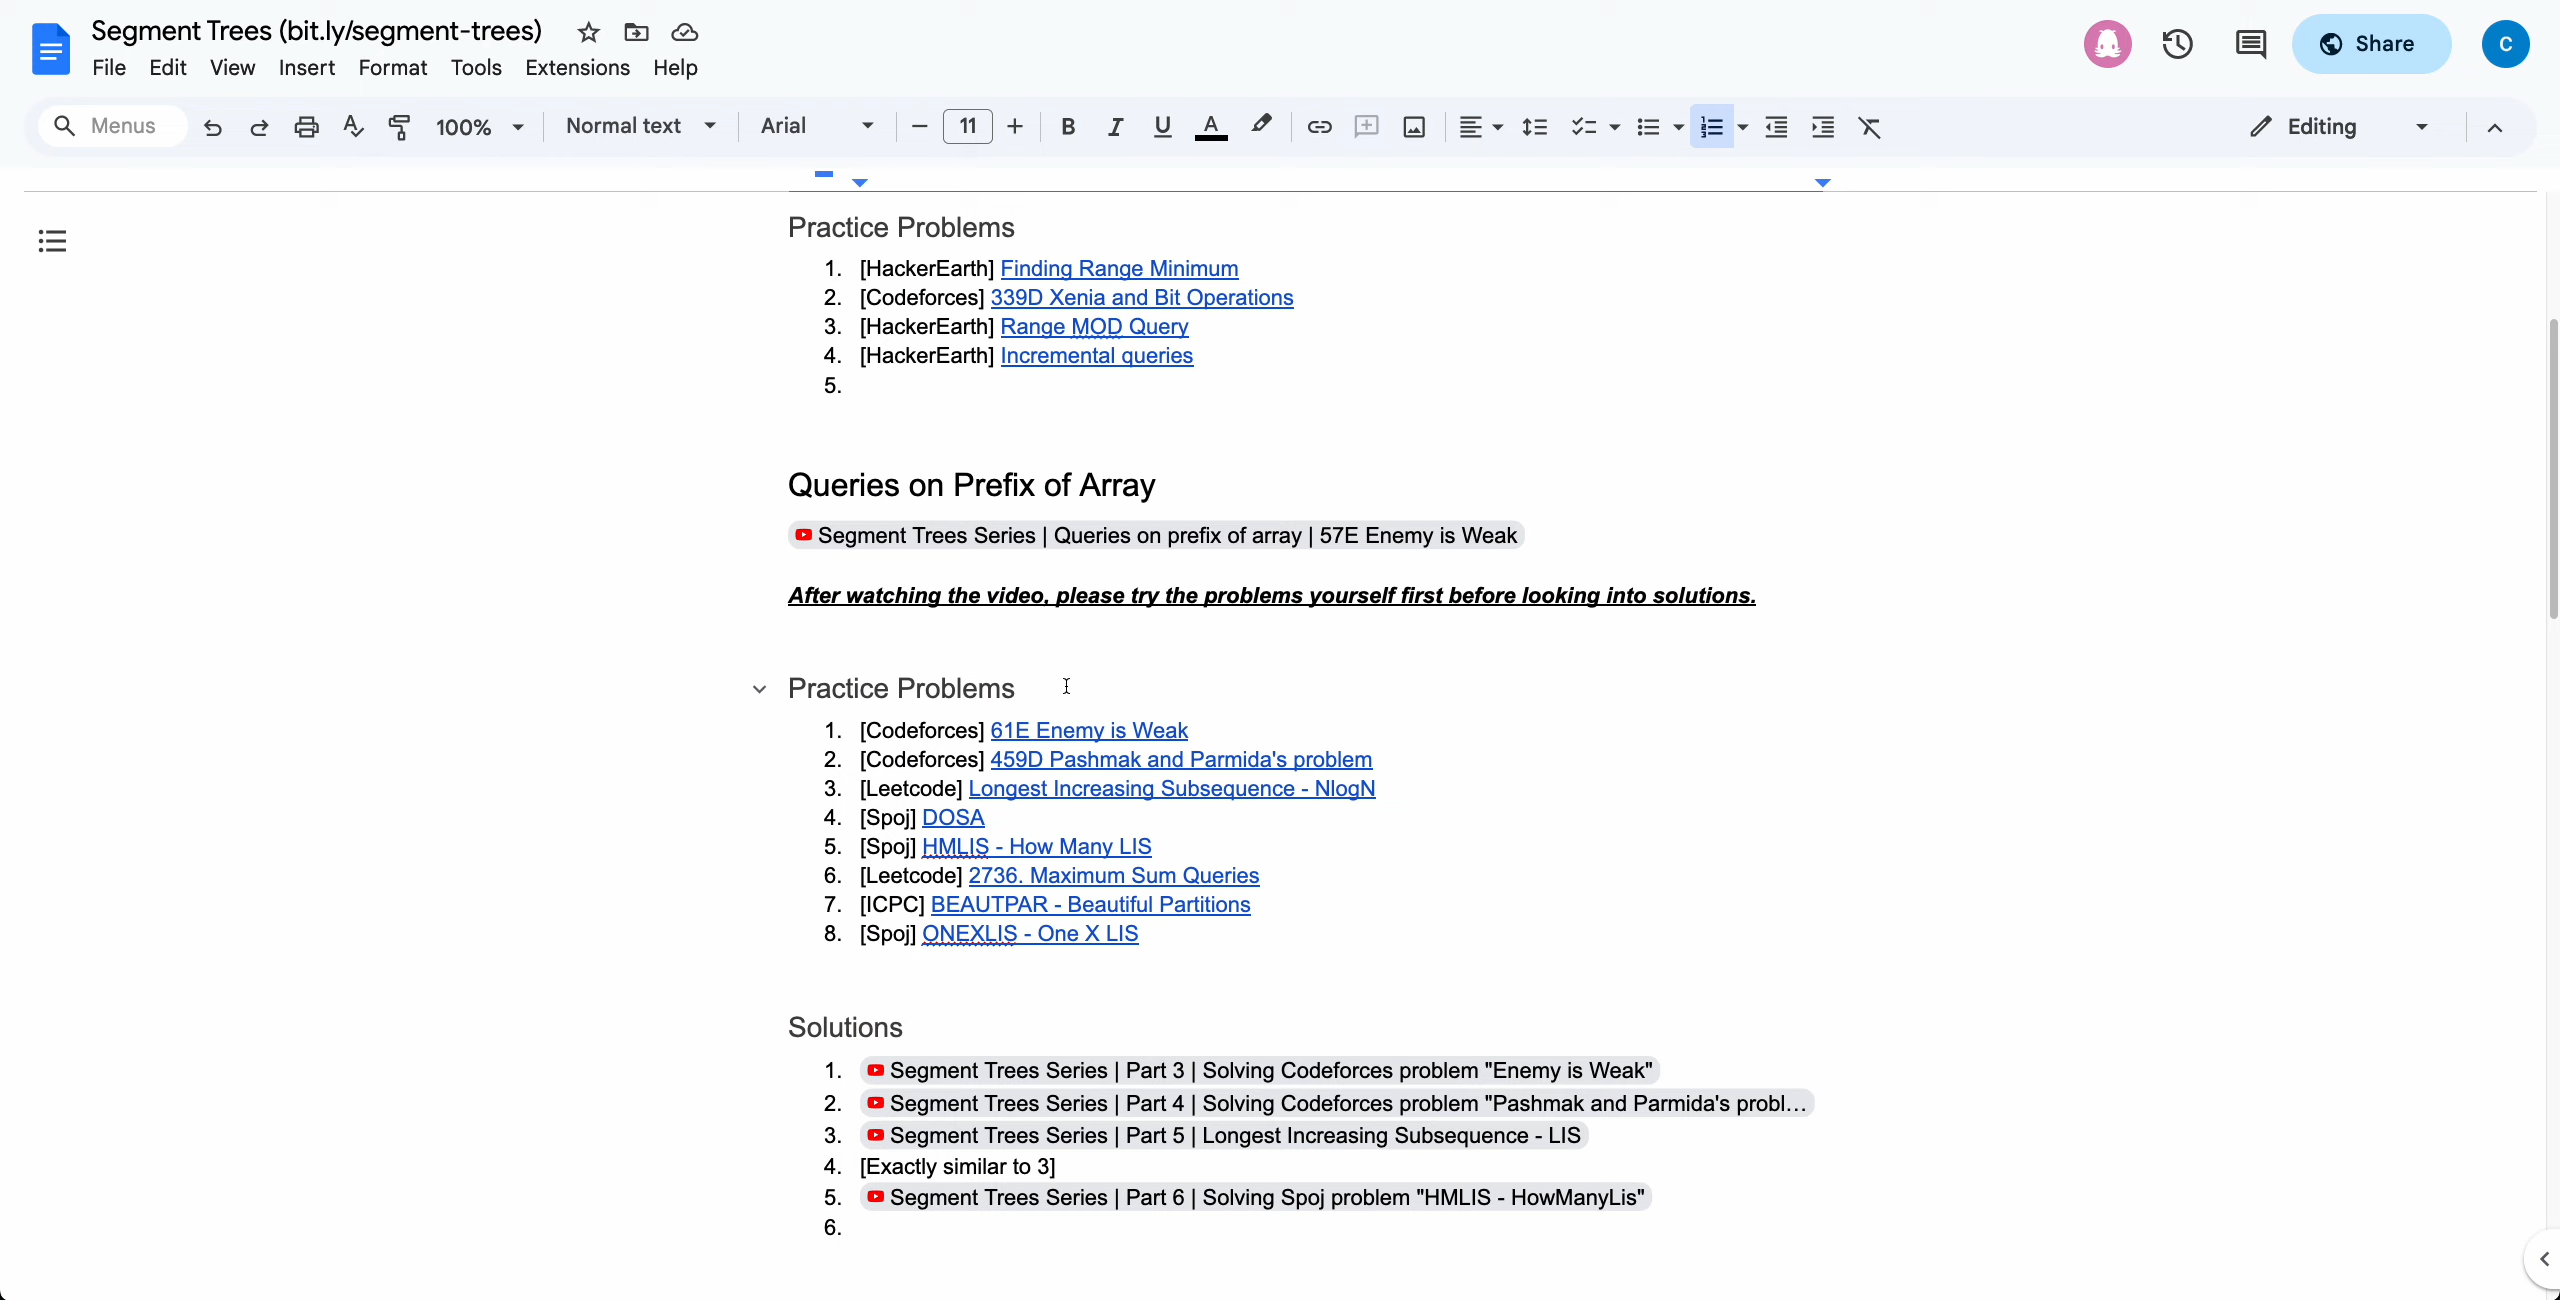 Segment Trees (bit.ly/segment-trees)
File Edit View Insert Format Tools Extensions Help
Share
C
Menus
100%
Normal text
Arial
11
Editing
Practice Problems
1. [HackerEarth] Finding Range Minimum
2. [Codeforces] 339D Xenia and Bit Operations
3. [HackerEarth] Range MOD Query
4. [HackerEarth] Incremental queries
5.
Queries on Prefix of Array
Segment Trees Series | Queries on prefix of array | 57E Enemy is Weak
After watching the video, please try the problems yourself first before looking into solutions.
Practice Problems
1. [Codeforces] 61E Enemy is Weak
2. [Codeforces] 459D Pashmak and Parmida's problem
3. [Leetcode] Longest Increasing Subsequence - NlogN
4. [Spoj] DOSA
5. [Spoj] HMLIS - How Many LIS
6. [Leetcode] 2736. Maximum Sum Queries
7. [ICPC] BEAUTPAR - Beautiful Partitions
8. [Spoj] ONEXLIS - One X LIS
Solutions
1. Segment Trees Series | Part 3 | Solving Codeforces problem "Enemy is Weak"
2. Segment Trees Series | Part 4 | Solving Codeforces problem "Pashmak and Parmida's probl...
3. Segment Trees Series | Part 5 | Longest Increasing Subsequence - LIS
4. [Exactly similar to 3]
5. Segment Trees Series | Part 6 | Solving Spoj problem "HMLIS - HowManyLis"
6.